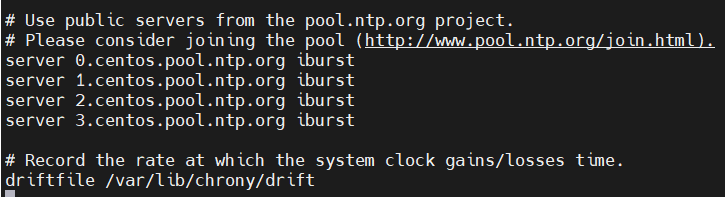 # Use public servers from the pool.ntp.org project.
# Please consider joining the pool (http://www.pool.ntp.org/join.html).
server 0.centos.pool.ntp.org iburst
server 1.centos.pool.ntp.org iburst
server 2.centos.pool.ntp.org iburst
server 3.centos.pool.ntp.org iburst

# Record the rate at which the system clock gains/losses time.
driftfile /var/lib/chrony/drift